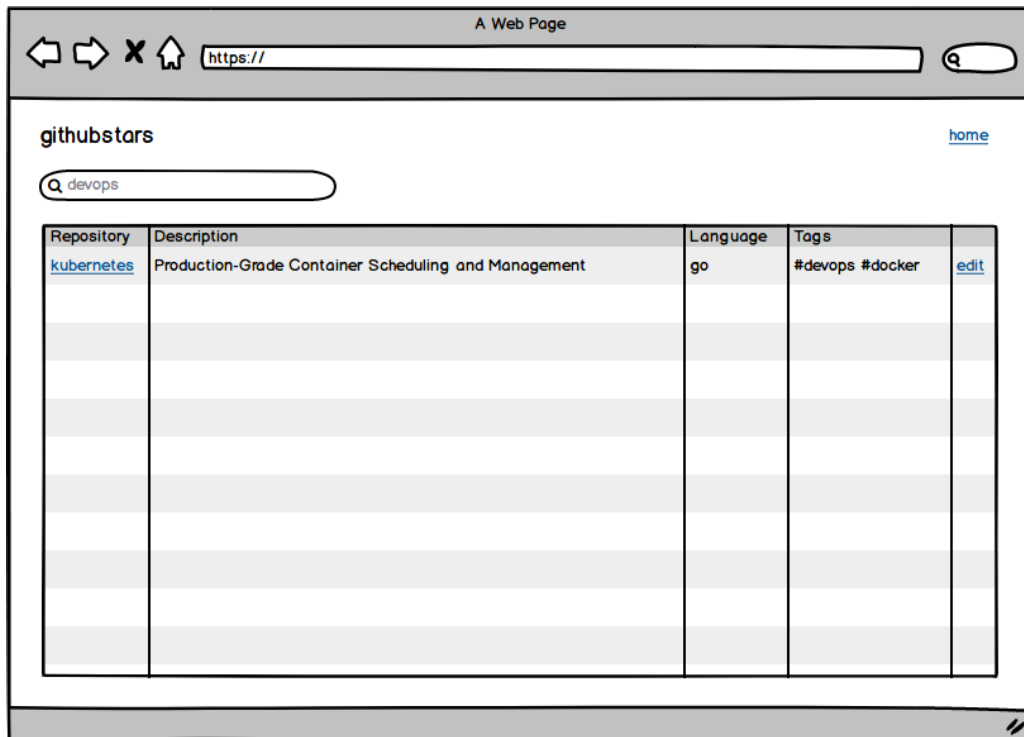 A Web Page
https://
githubstars
home
devops
Repository Description Language Tags
kubernetes Production-Grade Container Scheduling and Management go #devops #docker edit